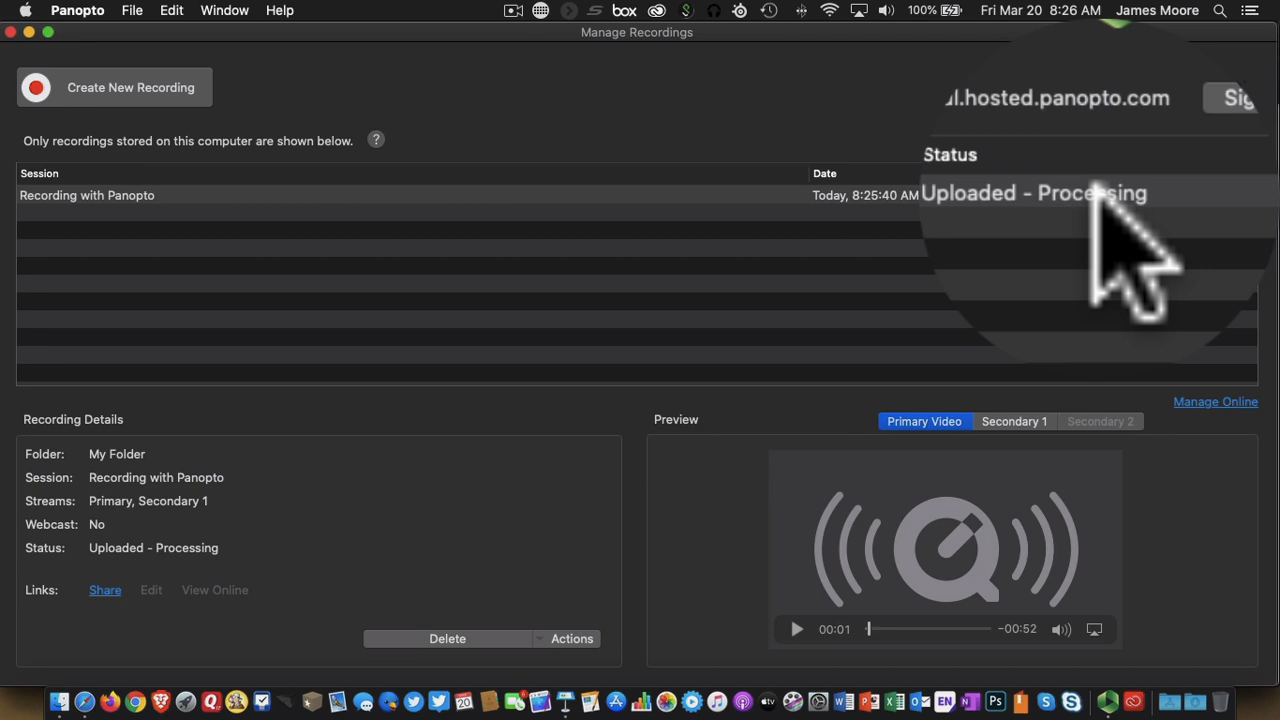 Panopto File Edit Window Help box 100% Fri Mar 20 8:26 AM James Moore
Manage Recordings
Create New Recording
al.hosted.panopto.com Sig
Only recordings stored on this computer are shown below. ?
Session Date Status
Recording with Panopto Today, 8:25:40 AM Uploaded - Processing
Manage Online
Recording Details
Folder: My Folder
Session: Recording with Panopto
Streams: Primary, Secondary 1
Webcast: No
Status: Uploaded - Processing
Links: Share Edit View Online
Delete Actions
Preview Primary Video Secondary 1 Secondary 2
00:01 -00:52